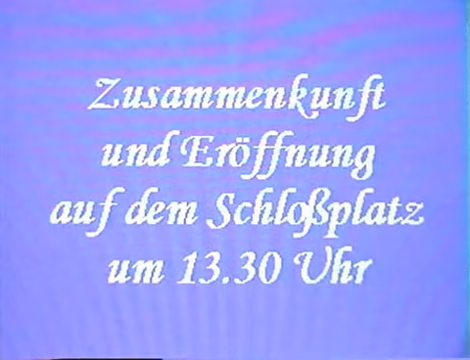 Zusammenkunft
und Eröffnung
auf dem Schloßplatz
um 13.30 Uhr